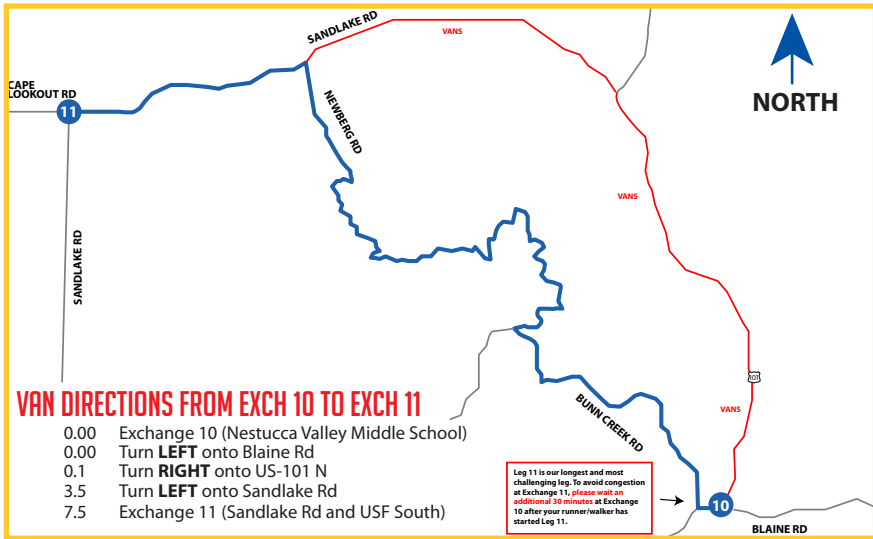 SANDLAKE RD
VANS
NORTH
CAPE
LOOKOUT RD
11
NEWBERG RD
VANS
SANDLAKE RD
101
VAN DIRECTIONS FROM EXCH 10 TO EXCH 11
0.00 Exchange 10 (Nestucca Valley Middle School)
0.00 Turn LEFT onto Blaine Rd
0.1 Turn RIGHT onto US-101 N
3.5 Turn LEFT onto Sandlake Rd
7.5 Exchange 11 (Sandlake Rd and USF South)
BUNN CREEK RD
VANS
Leg 11 is our longest and most
challenging leg. To avoid congestion
at Exchange 11, please wait an
additional 30 minutes at Exchange
10 after your runner/walker has
started Leg 11.
10
BLAINE RD